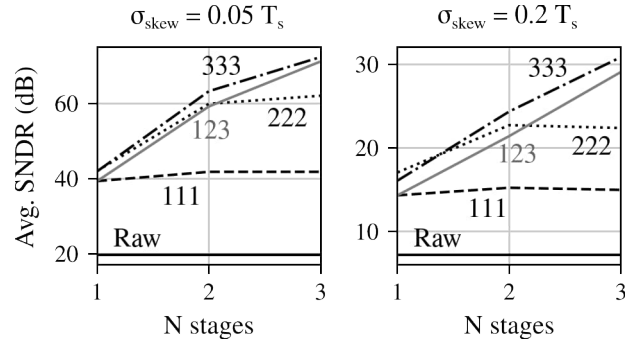 σskew = 0.05 Ts
Avg. SNDR (dB)
60
40
20
333
222
123
111
Raw
1 2 3
N stages
σskew = 0.2 Ts
30
20
10
333
222
123
111
Raw
1 2 3
N stages